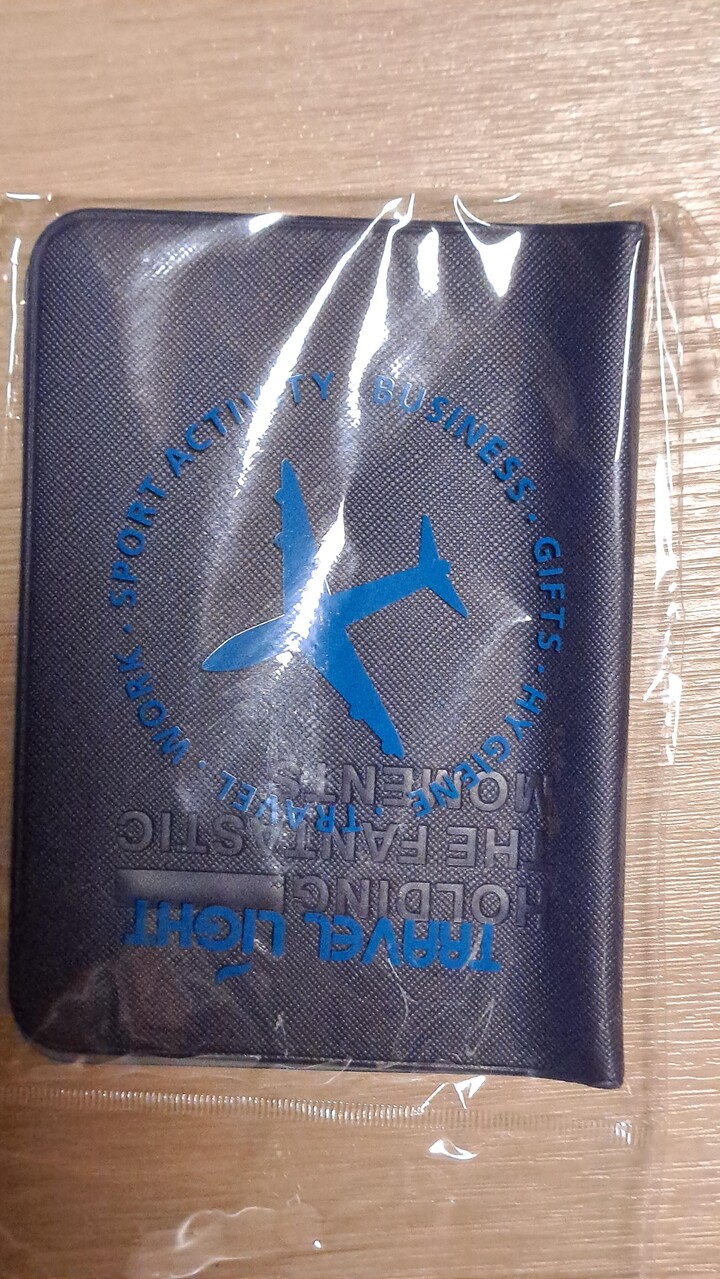 TRAVEL LIGHT
HOLDING
THE FANTASTIC
MOMENTS
BUSINESS · GIFTS · HYGIENE · TRAVEL · WORK · SPORT ACTIVITY